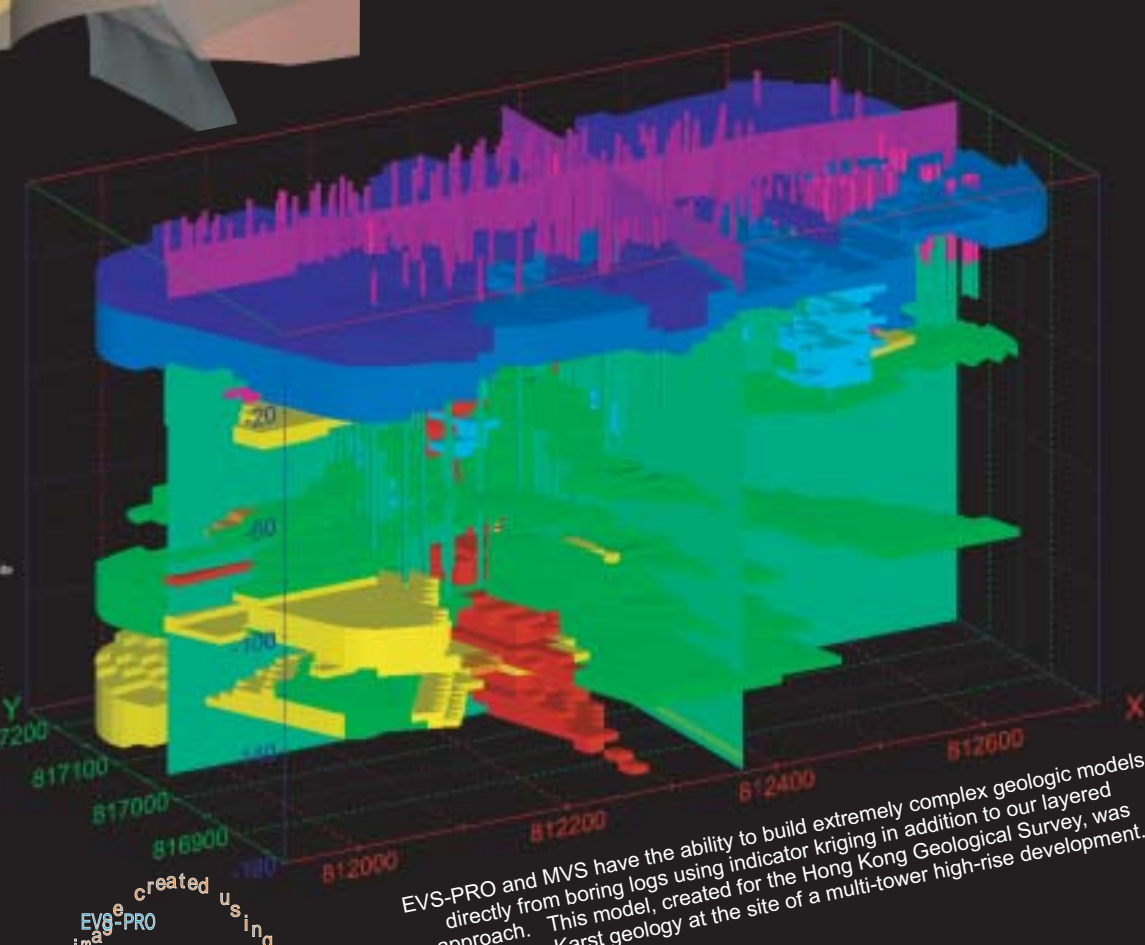 -20
-60
-100
-140
-180
Y
7200
817100
817000
816900
812000
812200
812400
812600
X
EVS-PRO and MVS have the ability to build extremely complex geologic models
directly from boring logs using indicator kriging in addition to our layered
approach. This model, created for the Hong Kong Geological Survey, was
Karst geology at the site of a multi-tower high-rise development.
created using
EVS-PRO